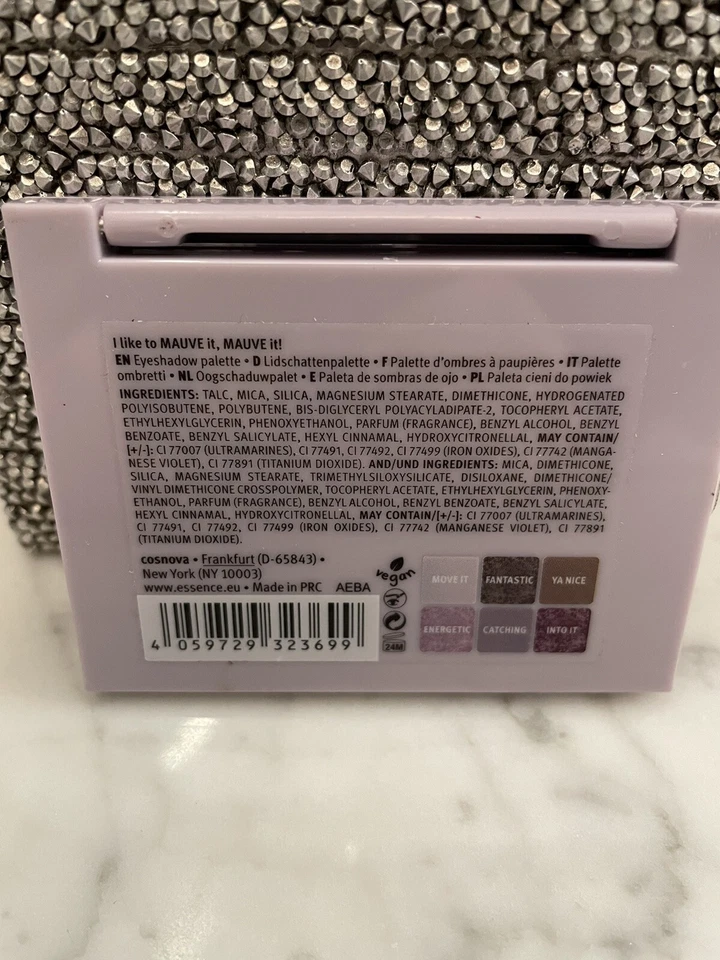 I like to MAUVE it, MAUVE it!
EN Eyeshadow palette • D Lidschattenpalette • F Palette d'ombres à paupières • IT Palette
ombretti • NL Oogschaduwpalet • E Paleta de sombras de ojo • PL Paleta cieni do powiek
INGREDIENTS: TALC, MICA, SILICA, MAGNESIUM STEARATE, DIMETHICONE, HYDROGENATED
POLYISOBUTENE, POLYBUTENE, BIS-DIGLYCERYL POLYACYLADIPATE-2, TOCOPHERYL ACETATE,
ETHYLHEXYLGLYCERIN, PHENOXYETHANOL, PARFUM (FRAGRANCE), BENZYL ALCOHOL, BENZYL
BENZOATE, BENZYL SALICYLATE, HEXYL CINNAMAL, HYDROXYCITRONELLAL, MAY CONTAIN/
[+/-]: CI 77007 (ULTRAMARINES), CI 77491, CI 77492, CI 77499 (IRON OXIDES), CI 77742 (MANGA-
NESE VIOLET), CI 77891 (TITANIUM DIOXIDE). AND/UND INGREDIENTS: MICA, DIMETHICONE,
SILICA, MAGNESIUM STEARATE, TRIMETHYLSILOXYSILICATE, DISILOXANE, DIMETHICONE/
VINYL DIMETHICONE CROSSPOLYMER, TOCOPHERYL ACETATE, ETHYLHEXYLGLYCERIN, PHENOXY-
ETHANOL, PARFUM (FRAGRANCE), BENZYL ALCOHOL, BENZYL BENZOATE, BENZYL SALICYLATE,
HEXYL CINNAMAL, HYDROXYCITRONELLAL, MAY CONTAIN/[+/-]: CI 77007 (ULTRAMARINES),
CI 77491, CI 77492, CI 77499 (IRON OXIDES), CI 77742 (MANGANESE VIOLET), CI 77891
(TITANIUM DIOXIDE).
cosnova • Frankfurt (D-65843) •
New York (NY 10003)
www.essence.eu • Made in PRC AEBA
4 059729 323699
vegan
24M
MOVE IT FANTASTIC YA NICE
ENERGETIC CATCHING INTO IT